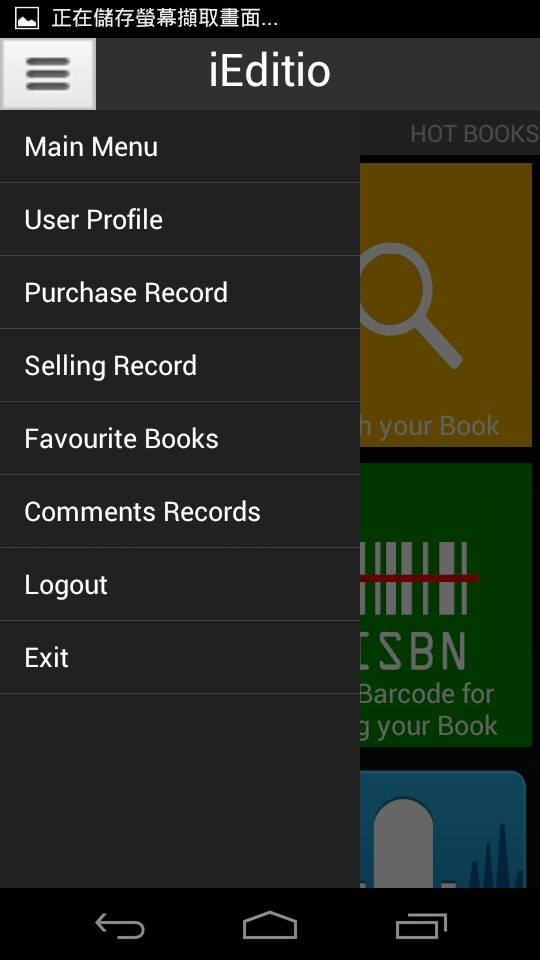 正在儲存螢幕擷取畫面...
iEditio
HOT BOOKS
Main Menu
User Profile
Purchase Record
Selling Record
Favourite Books
Comments Records
Logout
Exit
your Book
ISBN
Barcode for
your Book